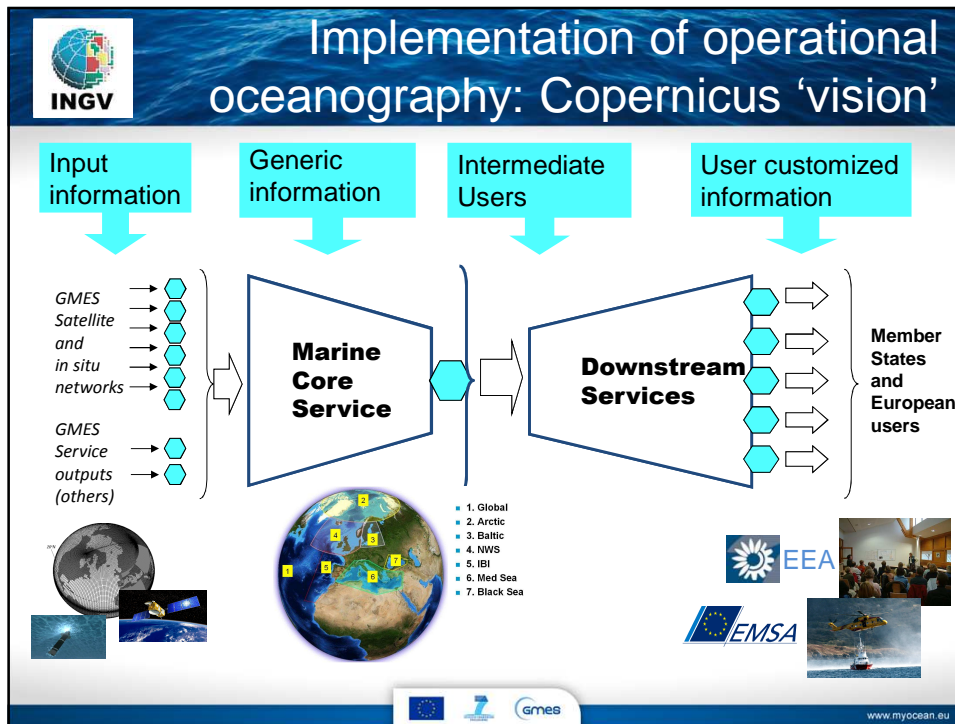 Implementation of operational
oceanography: Copernicus ‘vision’
INGV
Input
information
Generic
information
Intermediate
Users
User customized
information
GMES
Satellite
and
in situ
networks
GMES
Service
outputs
(others)
Marine
Core
Service
Downstream
Services
Member
States
and
European
users
1. Global
2. Arctic
3. Baltic
4. NWS
5. IBI
6. Med Sea
7. Black Sea
2
4
3
7
1
5
6
EEA
EMSA
GMES
www.myocean.eu